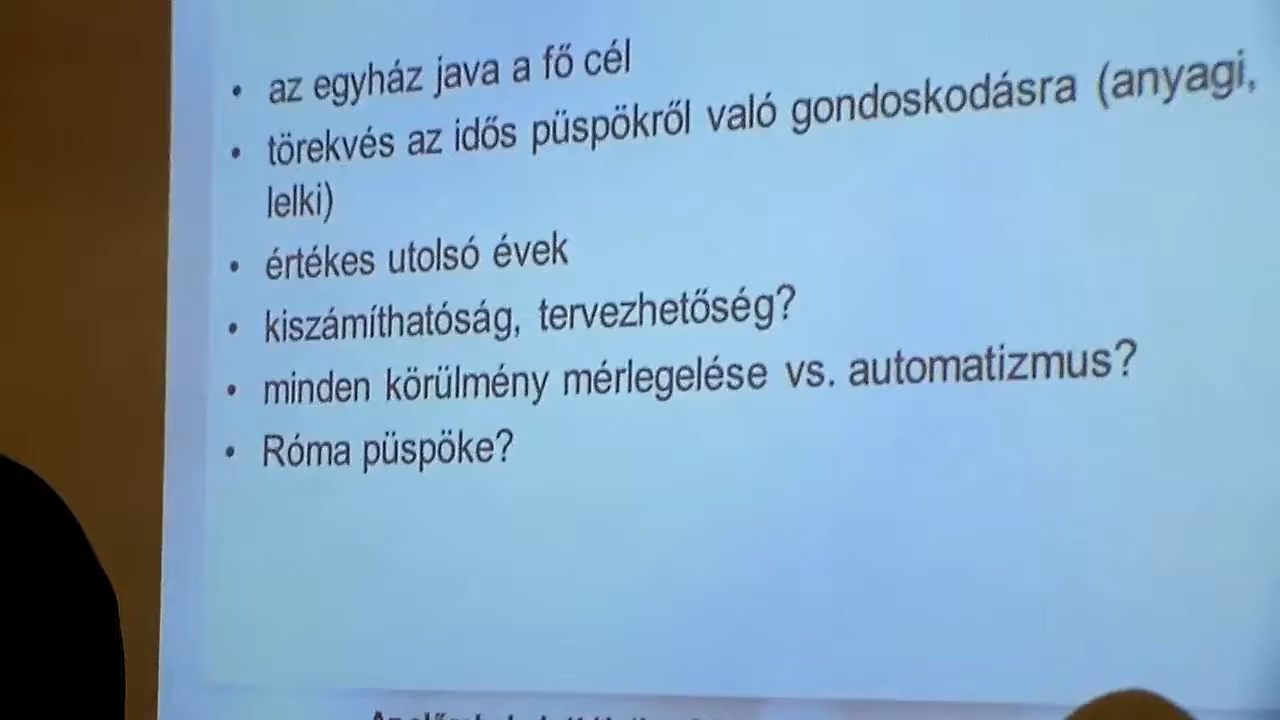 • az egyház java a fő cél
• törekvés az idős püspökről való gondoskodásra (anyagi,
lelki)
• értékes utolsó évek
• kiszámíthatóság, tervezhetőség?
• minden körülmény mérlegelése vs. automatizmus?
• Róma püspöke?